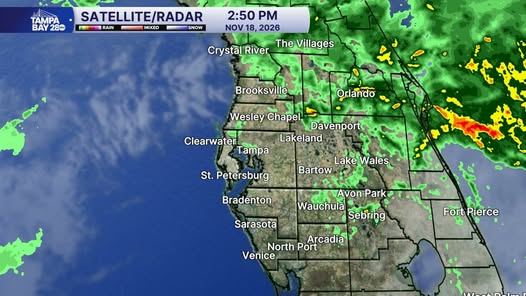 TAMPA
BAY 28
SATELLITE/RADAR
2:50 PM
RAIN MIXED SNOW
NOV 18, 2026
Crystal River
The Villages
Brooksville
Orlando
Wesley Chapel
Davenport
Clearwater
Lakeland
Tampa
Lake Wales
St. Petersburg
Bartow
Avon Park
Bradenton
Wauchula
Sebring
Fort Pierce
Sarasota
Arcadia
North Port
Venice
West Palm